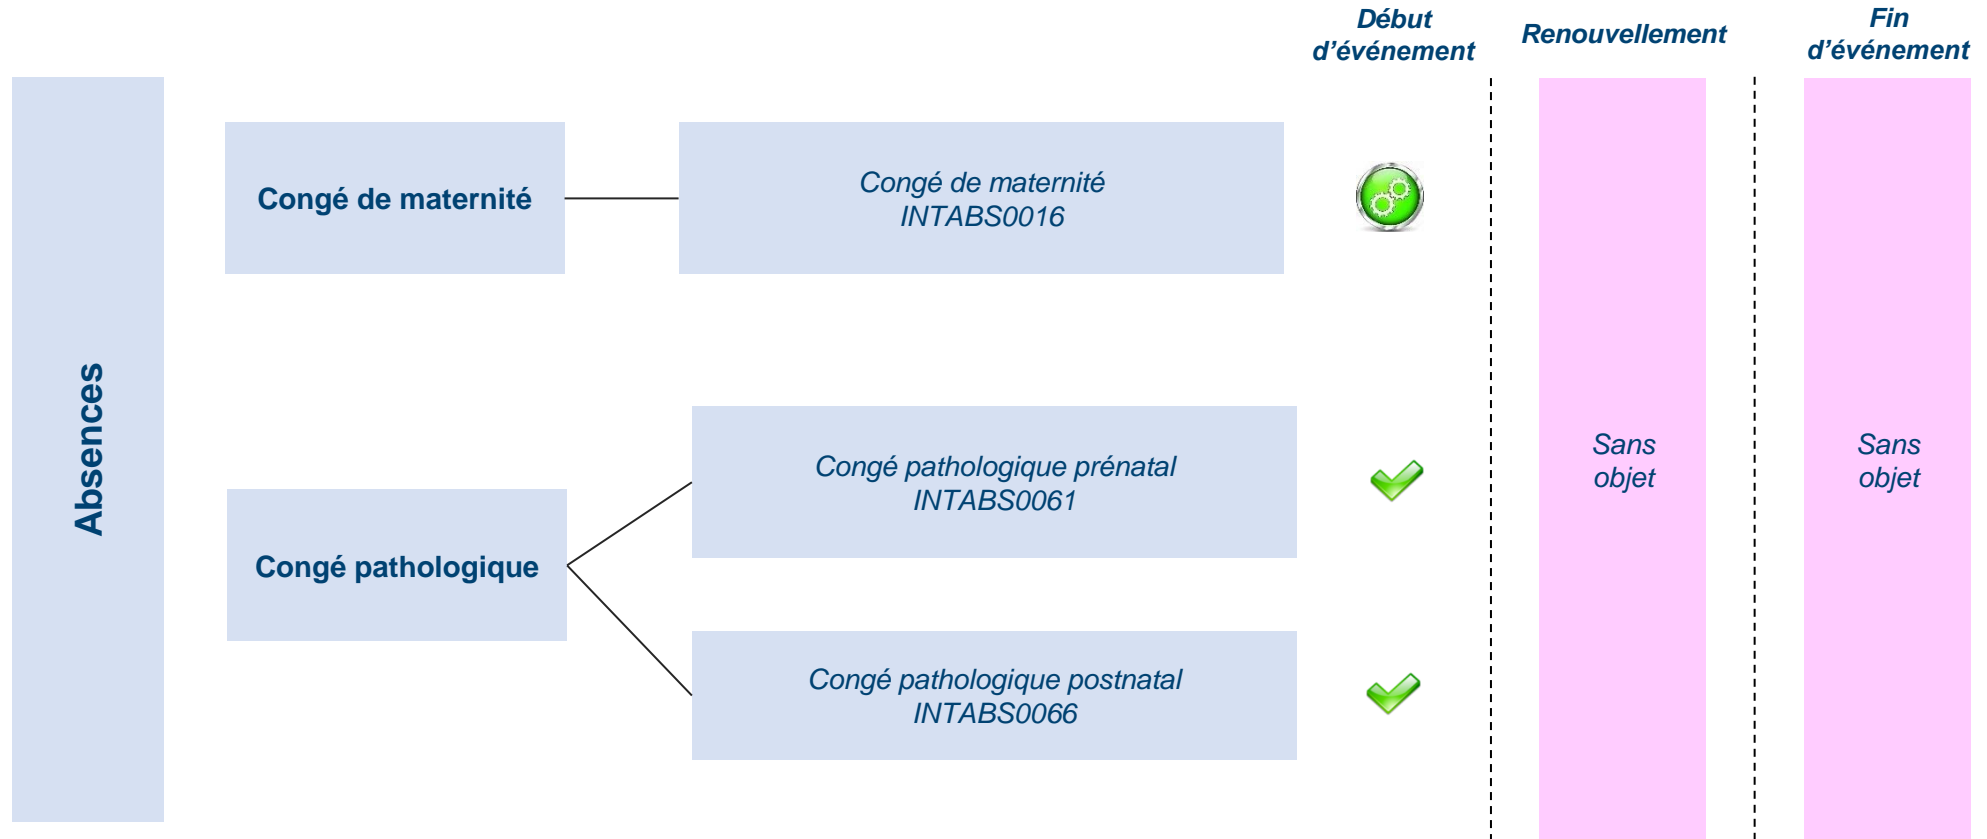 Début
d'événement
Renouvellement
Fin
d'événement
Absences
Congé de maternité
Congé de maternité
INTABS0016
Congé pathologique
Congé pathologique prénatal
INTABS0061
Congé pathologique postnatal
INTABS0066
Sans
objet
Sans
objet